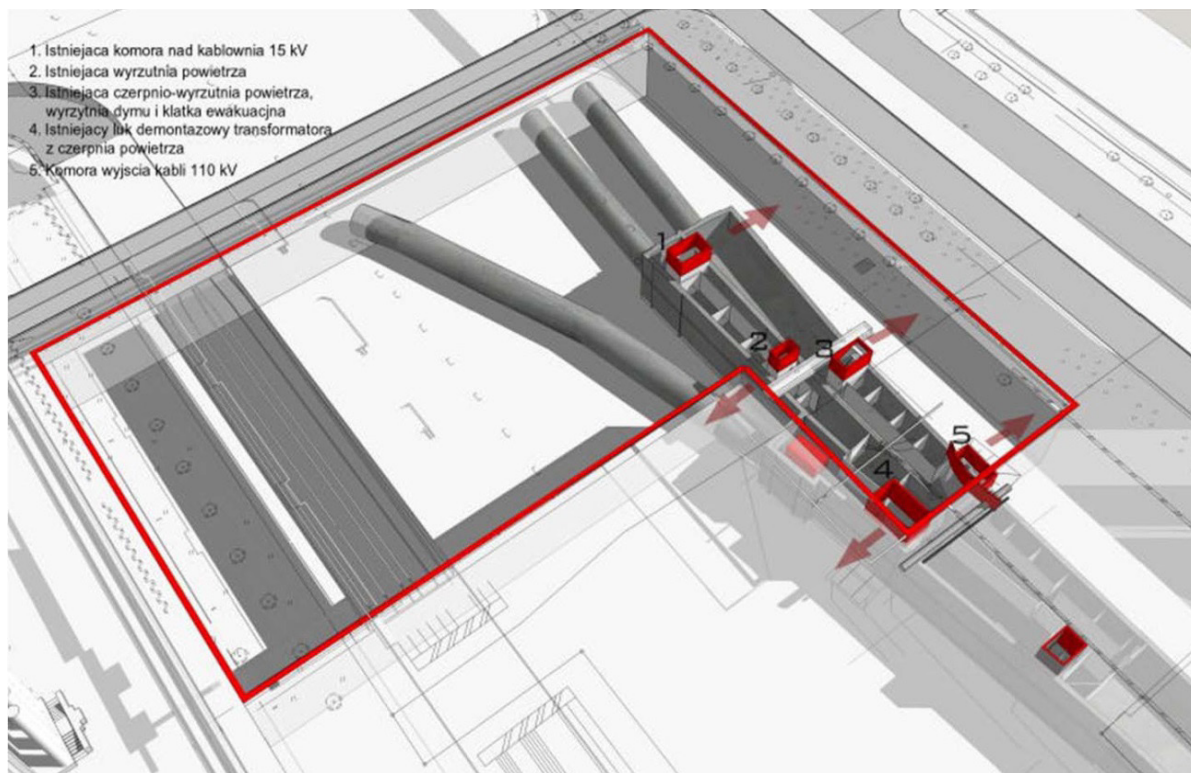 1. Istniejaca komora nad kablownia 15 kV
2. Istniejaca wyrzutnia powietrza
3. Istniejaca czerpnio-wyrzutnia powietrza,
wyrzytnia dymu i klatka ewakuacjna
4. Istniejacy luk demontazowy transformatora
z czerpnia powietrza
5. Komora wyjscia kabli 110 kV
1
2
3
5
4